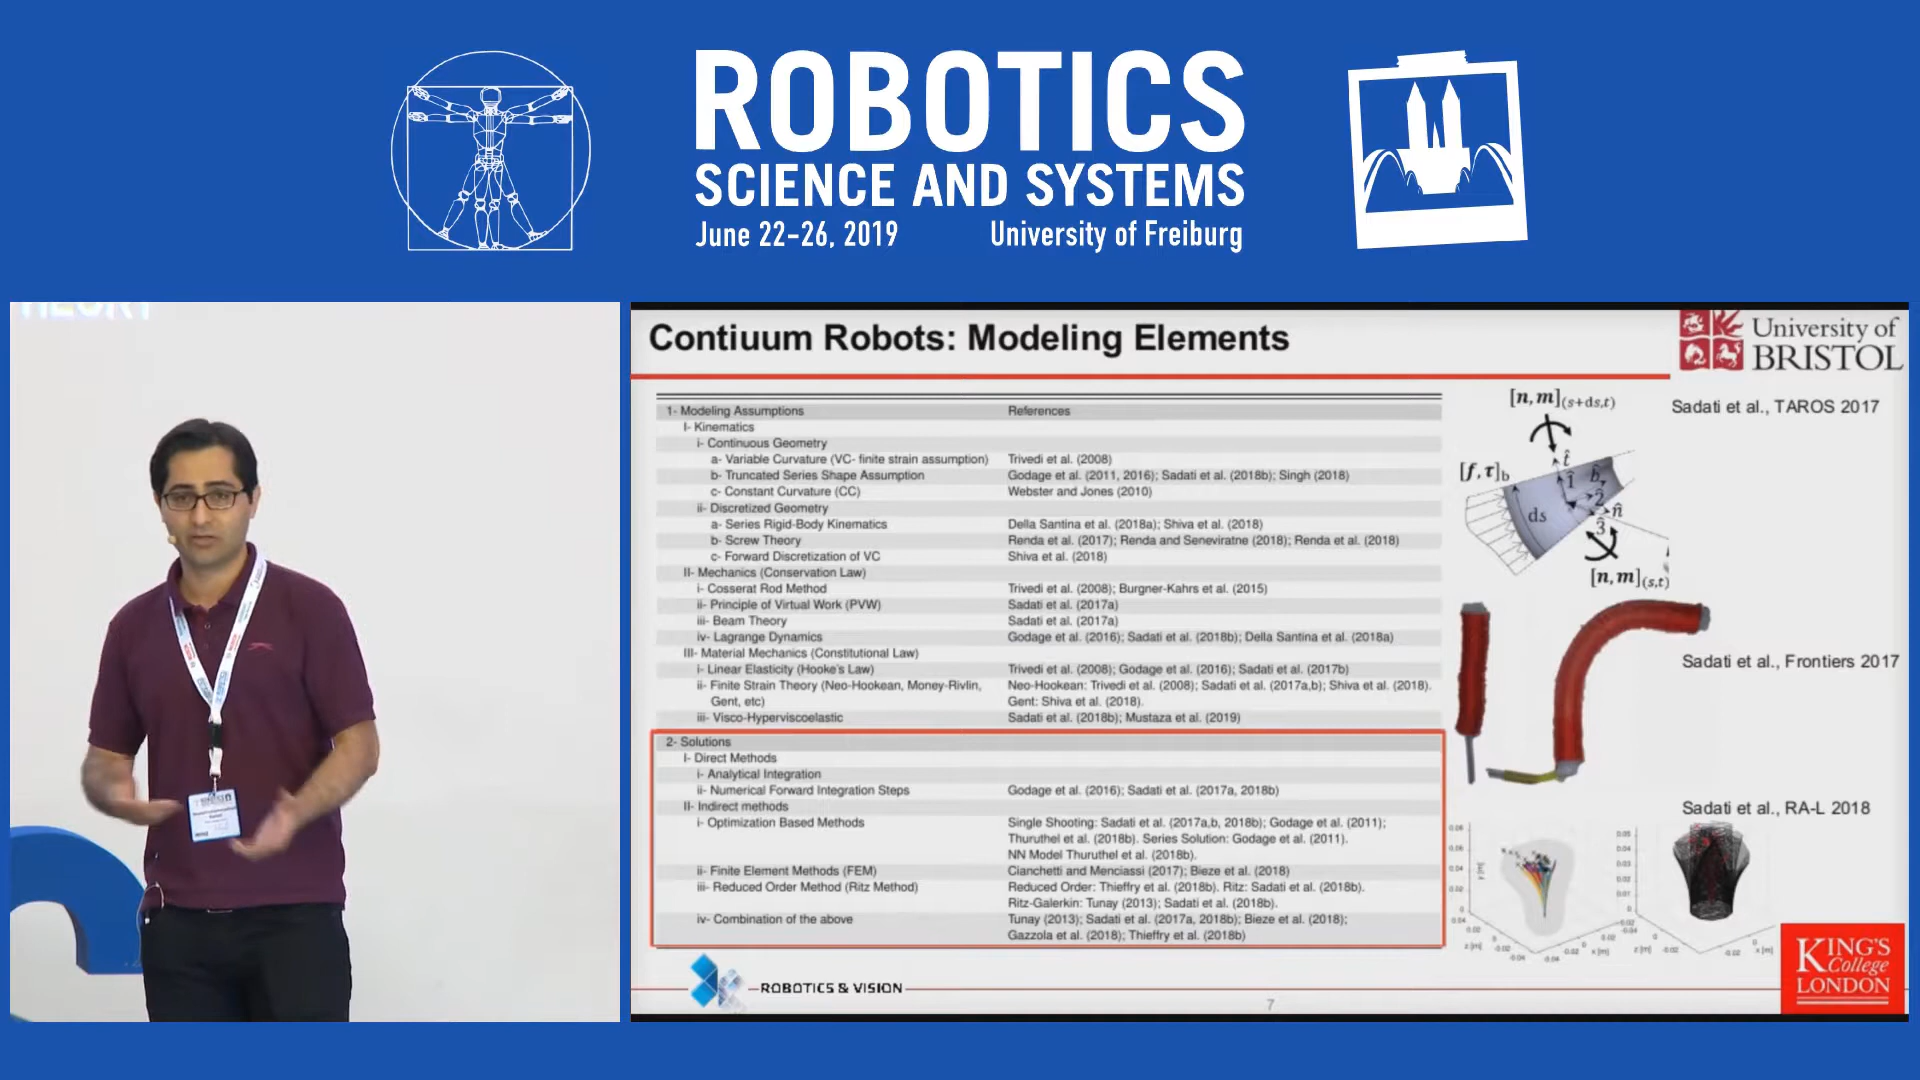 ROBOTICS
SCIENCE AND SYSTEMS
June 22-26, 2019 University of Freiburg
Contiuum Robots: Modeling Elements
University of
BRISTOL
1- Modeling Assumptions References
I- Kinematics
i- Continuous Geometry
a- Variable Curvature (VC- finite strain assumption) Trivedi et al. (2008)
b- Truncated Series Shape Assumption Godage et al. (2011, 2016); Sadati et al. (2018b); Singh (2018)
c- Constant Curvature (CC) Webster and Jones (2010)
ii- Discretized Geometry
a- Series Rigid-Body Kinematics Della Santina et al. (2018a); Shiva et al. (2018)
b- Screw Theory Renda et al. (2017); Renda and Seneviratne (2018); Renda et al. (2018)
c- Forward Discretization of VC Shiva et al. (2018)
II- Mechanics (Conservation Law)
i- Cosserat Rod Method Trivedi et al. (2008); Burgner-Kahrs et al. (2015)
ii- Principle of Virtual Work (PVW) Sadati et al. (2017a)
iii- Beam Theory Sadati et al. (2017a)
iv- Lagrange Dynamics Godage et al. (2016); Sadati et al. (2018b); Della Santina et al. (2018a)
III- Material Mechanics (Constitutional Law)
i- Linear Elasticity (Hooke's Law) Trivedi et al. (2008); Godage et al. (2016); Sadati et al. (2017b)
ii- Finite Strain Theory (Neo-Hookean, Money-Rivlin, Neo-Hookean: Trivedi et al. (2008); Sadati et al. (2017a,b); Shiva et al. (2018).
Gent, etc) Gent: Shiva et al. (2018).
iii- Visco-Hyperviscoelastic Sadati et al. (2018b); Mustaza et al. (2019)
2- Solutions
I- Direct Methods
i- Analytical Integration
ii- Numerical Forward Integration Steps Godage et al. (2016); Sadati et al. (2017a, 2018b)
II- Indirect methods
i- Optimization Based Methods Single Shooting: Sadati et al. (2017a,b, 2018b); Godage et al. (2011);
Thuruthel et al. (2018b). Series Solution: Godage et al. (2011).
NN Model Thuruthel et al. (2018b).
ii- Finite Element Methods (FEM) Cianchetti and Menciassi (2017); Bieze et al. (2018)
iii- Reduced Order Method (Ritz Method) Reduced Order: Thieffry et al. (2018b). Ritz: Sadati et al. (2018b).
Ritz-Galerkin: Tunay (2013); Sadati et al. (2018b).
iv- Combination of the above Tunay (2013); Sadati et al. (2017a, 2018b); Bieze et al. (2018);
Gazzola et al. (2018); Thieffry et al. (2018b)
[n, m](s+ds,t)
Sadati et al., TAROS 2017
[f, τ]b
ds
[n, m](s,t)
Sadati et al., Frontiers 2017
Sadati et al., RA-L 2018
ROBOTICS & VISION
7
KING'S
College
LONDON